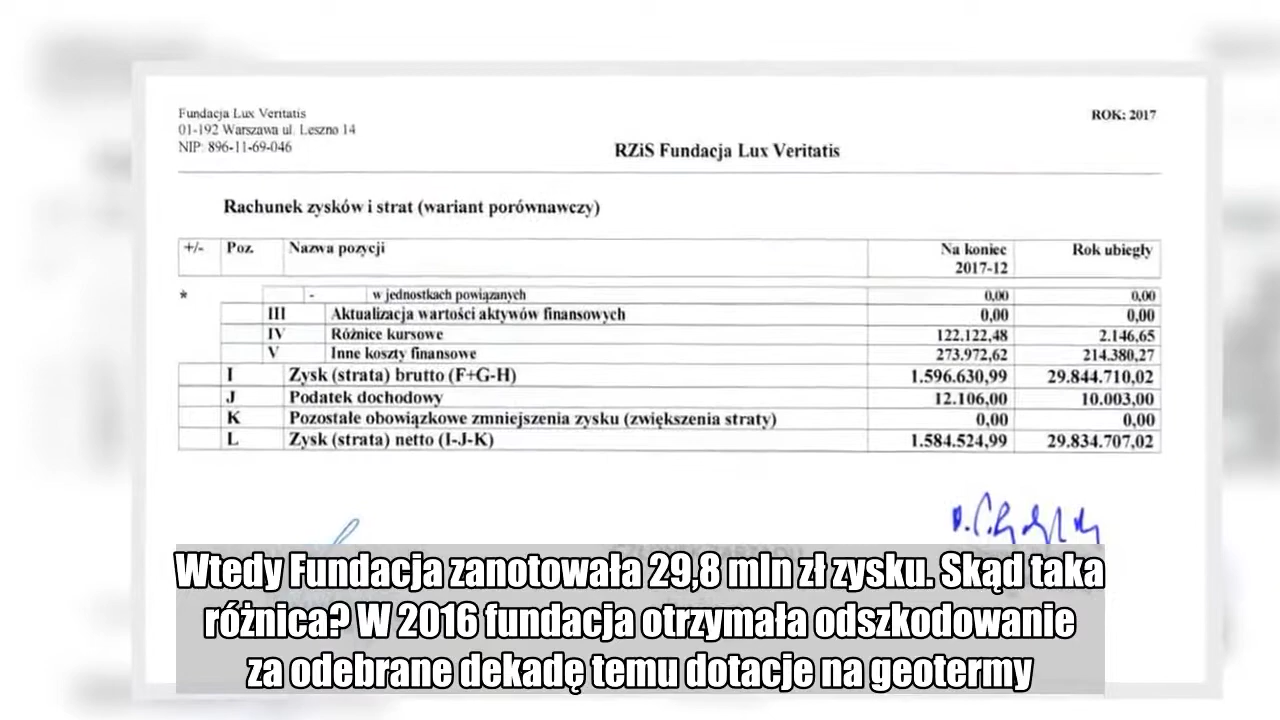 Fundacja Lux Veritatis
01-192 Warszawa ul. Leszno 14
NIP: 896-11-69-046
ROK: 2017
RZiS Fundacja Lux Veritatis
Rachunek zysków i strat (wariant porównawczy)
+/- Poz. Nazwa pozycji Na koniec 2017-12 Rok ubiegły
* - w jednostkach powiązanych 0,00 0,00
III Aktualizacja wartości aktywów finansowych 0,00 0,00
IV Różnice kursowe 122.122,48 2.146,65
V Inne koszty finansowe 273.972,62 214.380,27
I Zysk (strata) brutto (F+G-H) 1.596.630,99 29.844.710,02
J Podatek dochodowy 12.106,00 10.003,00
K Pozostałe obowiązkowe zmniejszenia zysku (zwiększenia straty) 0,00 0,00
L Zysk (strata) netto (I-J-K) 1.584.524,99 29.834.707,02
Wtedy Fundacja zanotowała 29,8 mln zł zysku. Skąd taka
różnica? W 2016 fundacja otrzymała odszkodowanie
za odebrane dekadę temu dotacje na geotermy